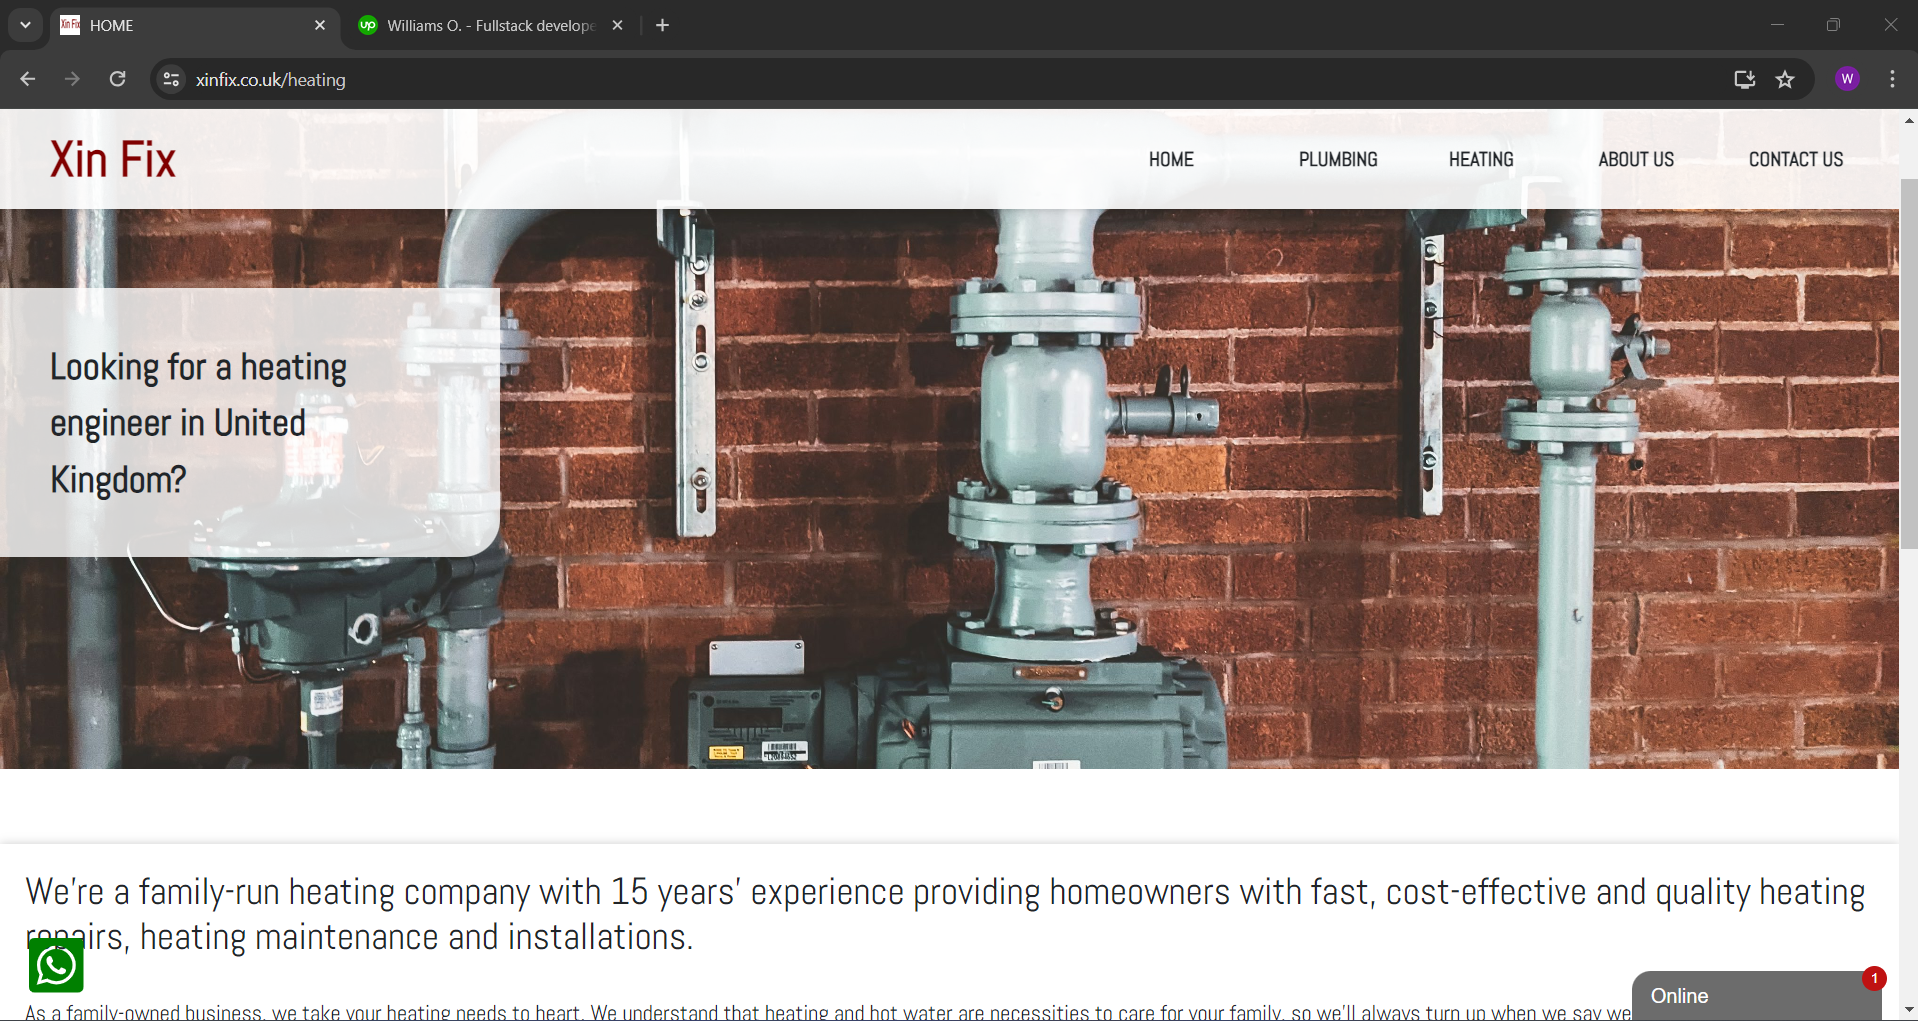 Xin Fix
HOME
Williams O. - Fullstack develope
xinfix.co.uk/heating
W
Xin Fix
HOME
PLUMBING
HEATING
ABOUT US
CONTACT US
Looking for a heating
engineer in United
Kingdom?
We're a family-run heating company with 15 years' experience providing homeowners with fast, cost-effective and quality heating
repairs, heating maintenance and installations.
As a family-owned business, we take your heating needs to heart. We understand that heating and hot water are necessities to care for your family, so we'll always turn up when we say we
Online
1